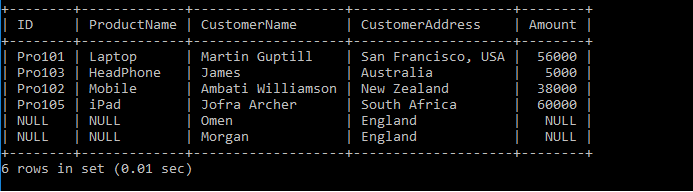 +--------+-------------+-------------------+--------------------+--------+
| ID     | ProductName | CustomerName      | CustomerAddress    | Amount |
+--------+-------------+-------------------+--------------------+--------+
| Pro101 | Laptop      | Martin Guptill    | San Francisco, USA |  56000 |
| Pro103 | HeadPhone   | James             | Australia          |   5000 |
| Pro102 | Mobile      | Ambati Williamson | New Zealand        |  38000 |
| Pro105 | iPad        | Jofra Archer      | South Africa       |  60000 |
| NULL   | NULL        | Omen              | England            |   NULL |
| NULL   | NULL        | Morgan            | England            |   NULL |
+--------+-------------+-------------------+--------------------+--------+
6 rows in set (0.01 sec)